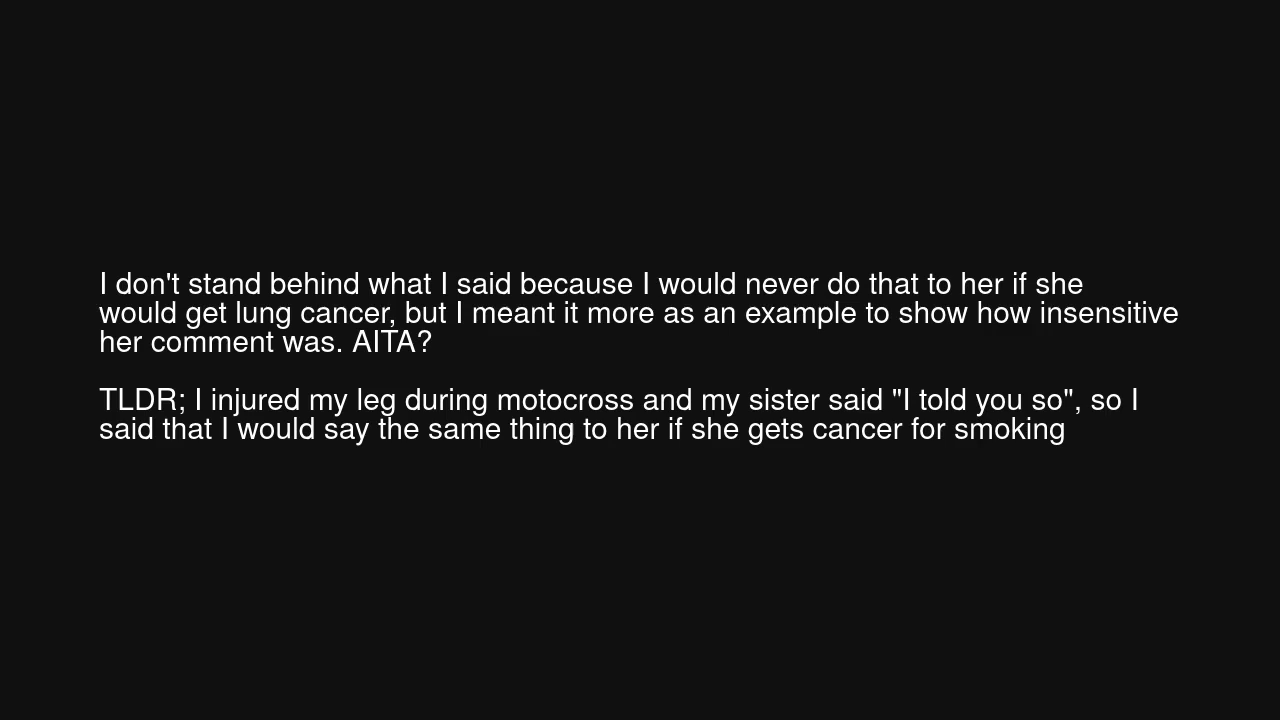 I don't stand behind what I said because I would never do that to her if she
would get lung cancer, but I meant it more as an example to show how insensitive
her comment was. AITA?
TLDR; I injured my leg during motocross and my sister said "I told you so", so I
said that I would say the same thing to her if she gets cancer for smoking